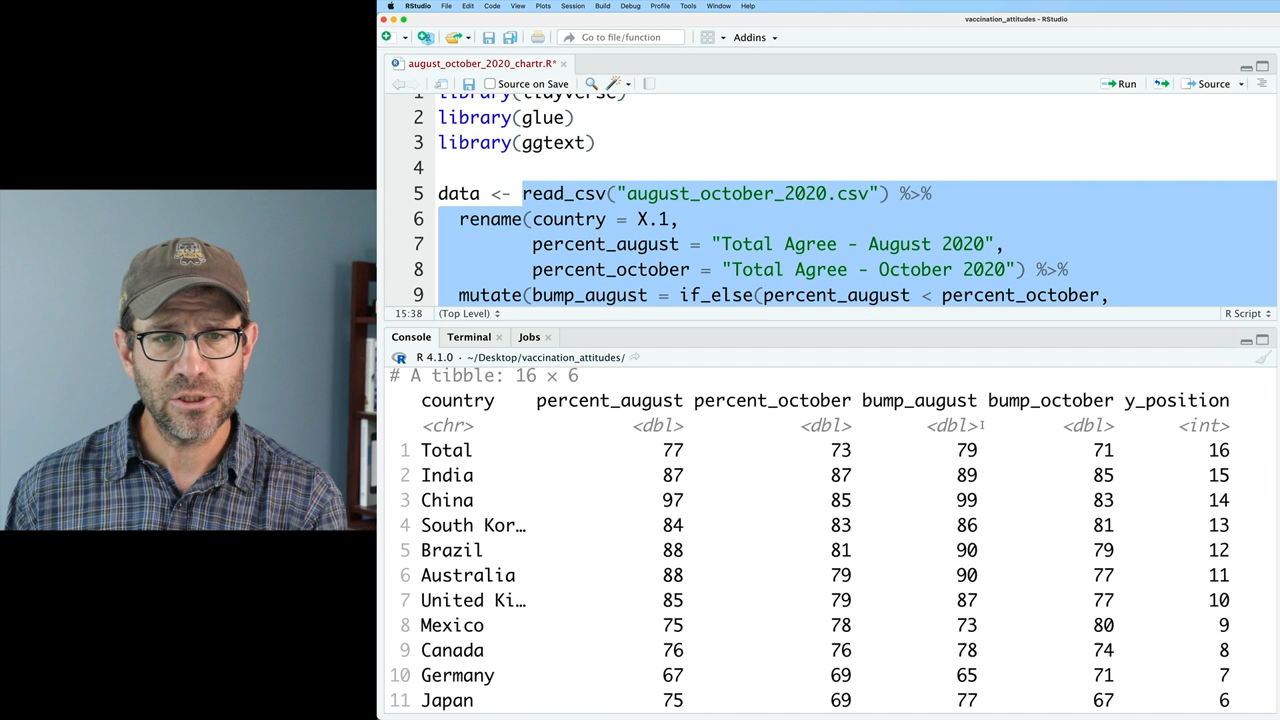 RStudio File Edit Code View Plots Session Build Debug Profile Tools Window Help
vaccination_attitudes - RStudio
Go to file/function Addins
august_october_2020_chartr.R*
Source on Save Run Source
1 library(tidyverse)
2 library(glue)
3 library(ggtext)
4
5 data <- read_csv("august_october_2020.csv") %>%
6 rename(country = X.1,
7 percent_august = "Total Agree - August 2020",
8 percent_october = "Total Agree - October 2020") %>%
9 mutate(bump_august = if_else(percent_august < percent_october,
15:38 (Top Level) R Script
Console Terminal Jobs
R 4.1.0 · ~/Desktop/vaccination_attitudes/
# A tibble: 16 × 6
country percent_august percent_october bump_august bump_october y_position
<chr> <dbl> <dbl> <dbl> <dbl> <int>
1 Total 77 73 79 71 16
2 India 87 87 89 85 15
3 China 97 85 99 83 14
4 South Kor… 84 83 86 81 13
5 Brazil 88 81 90 79 12
6 Australia 88 79 90 77 11
7 United Ki… 85 79 87 77 10
8 Mexico 75 78 73 80 9
9 Canada 76 76 78 74 8
10 Germany 67 69 65 71 7
11 Japan 75 69 77 67 6